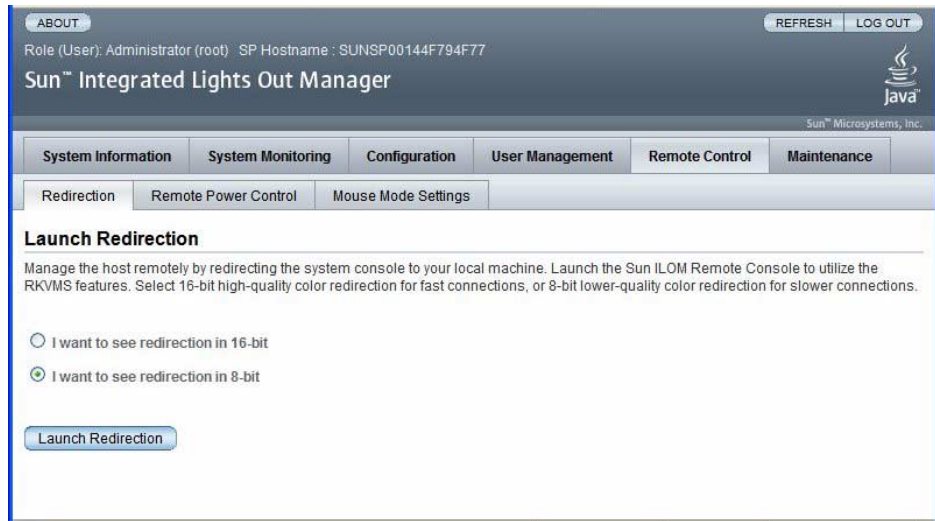 ABOUT
REFRESH LOG OUT
Role (User): Administrator (root) SP Hostname : SUNSP00144F794F77
Sun™ Integrated Lights Out Manager
Java™
Sun™ Microsystems, Inc.
System Information System Monitoring Configuration User Management Remote Control Maintenance
Redirection Remote Power Control Mouse Mode Settings
Launch Redirection
Manage the host remotely by redirecting the system console to your local machine. Launch the Sun ILOM Remote Console to utilize the
RKVMS features. Select 16-bit high-quality color redirection for fast connections, or 8-bit lower-quality color redirection for slower connections.
I want to see redirection in 16-bit
I want to see redirection in 8-bit
Launch Redirection